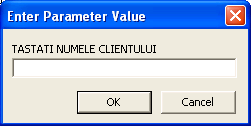 Enter Parameter Value
TASTATI NUMELE CLIENTULUI
OK
Cancel